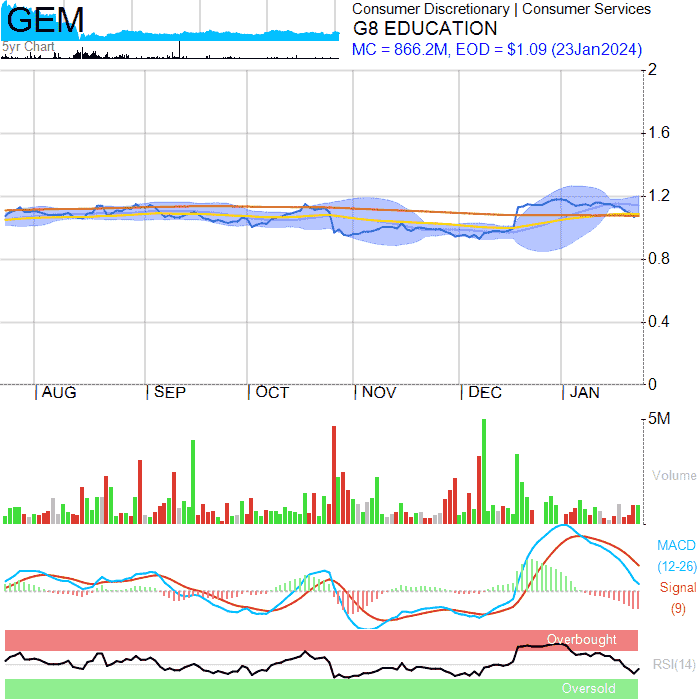 GEM
5yr Chart
Consumer Discretionary | Consumer Services
G8 EDUCATION
MC = 866.2M, EOD = $1.09 (23Jan2024)
2
1.6
1.2
0.8
0.4
0
AUG
SEP
OCT
NOV
DEC
JAN
5M
Volume
MACD
(12-26)
Signal
(9)
Overbought
RSI(14)
Oversold